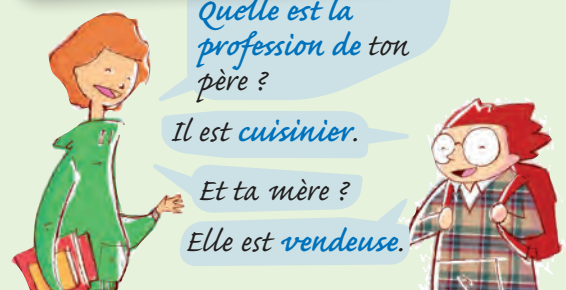 Quelle est la
profession de ton
père ?
Il est cuisinier.
Et ta mère ?
Elle est vendeuse.